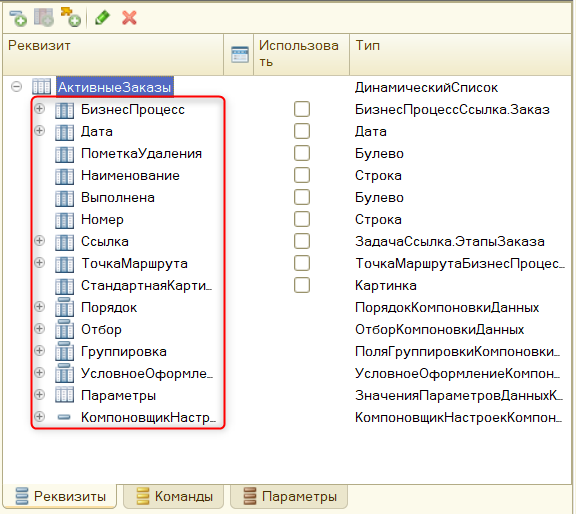 Реквизит Использовать Тип
АктивныеЗаказы ДинамическийСписок
БизнесПроцесс БизнесПроцессСсылка.Заказ
Дата Дата
ПометкаУдаления Булево
Наименование Строка
Выполнена Булево
Номер Строка
Ссылка ЗадачаСсылка.ЭтапыЗаказа
ТочкаМаршрута ТочкаМаршрутаБизнесПроцес...
СтандартнаяКарти... Картинка
Порядок ПорядокКомпоновкиДанных
Отбор ОтборКомпоновкиДанных
Группировка ПоляГруппировкиКомпоновки...
УсловноеОформле... УсловноеОформлениеКомпон...
Параметры ЗначенияПараметровДанныхК...
КомпоновщикНастр... КомпоновщикНастроекКомпон...
Реквизиты Команды Параметры